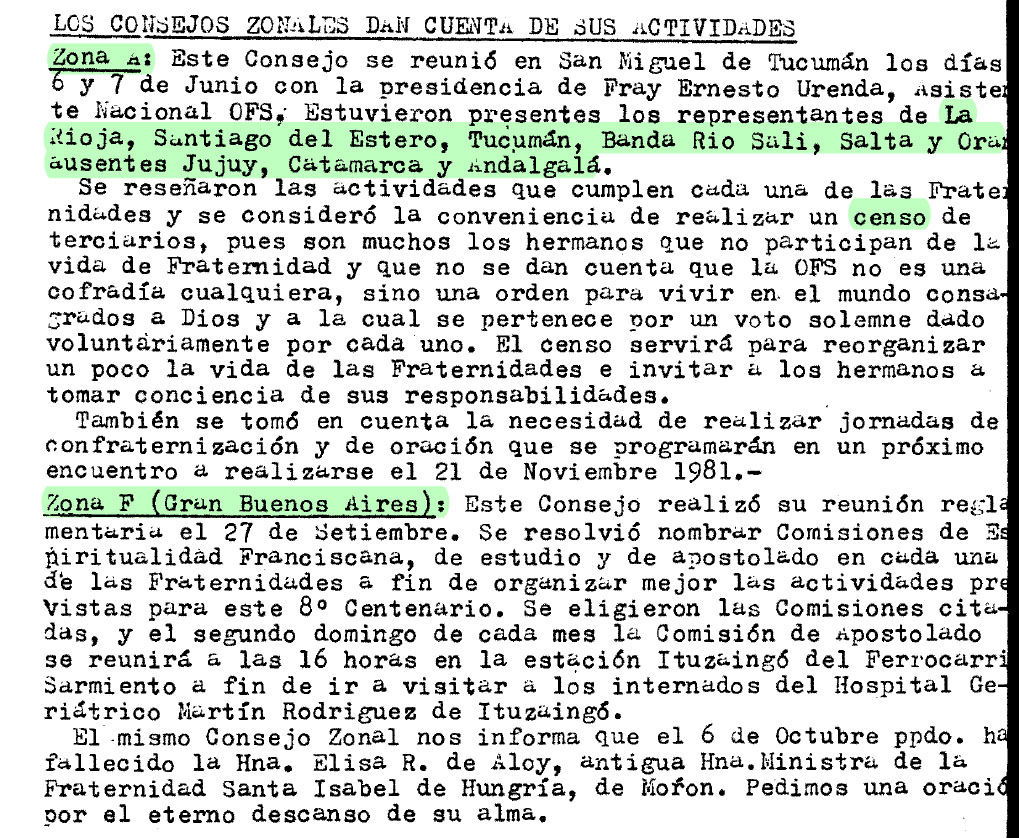 LOS CONSEJOS ZONALES DAN CUENTA DE SUS ACTIVIDADES
Zona A: Este Consejo se reunió en San Miguel de Tucumán los días
6 y 7 de Junio con la presidencia de Fray Ernesto Urenda, Asisten
te Nacional OFS. Estuvieron presentes los representantes de La
Rioja, Santiago del Estero, Tucumán, Banda Rio Sali, Salta y Oran
ausentes Jujuy, Catamarca y Andalgalá.
Se reseñaron las actividades que cumplen cada una de las Frater
nidades y se consideró la conveniencia de realizar un censo de
terciarios, pues son muchos los hermanos que no participan de la
vida de Fraternidad y que no se dan cuenta que la OFS no es una
cofradía cualquiera, sino una orden para vivir en el mundo consa-
grados a Dios y a la cual se pertenece por un voto solemne dado
voluntáriamente por cada uno. El censo servirá para reorganizar
un poco la vida de las Fraternidades e invitar a los hermanos a
tomar conciencia de sus responsabilidades.
También se tomó en cuenta la necesidad de realizar jornadas de
confraternización y de oración que se programarán en un próximo
encuentro a realizarse el 21 de Noviembre 1981.-
Zona F (Gran Buenos Aires): Este Consejo realizó su reunión regla
mentaria el 27 de Setiembre. Se resolvió nombrar Comisiones de Es
piritualidad Franciscana, de estudio y de apostolado en cada una
de las Fraternidades a fin de organizar mejor las actividades pre
vistas para este 8º Centenario. Se eligieron las Comisiones cita-
das, y el segundo domingo de cada mes la Comisión de Apostolado
se reunirá a las 16 horas en la estación Ituzaingó del Ferrocarri
Sarmiento a fin de ir a visitar a los internados del Hospital Ge-
riátrico Martín Rodriguez de Ituzaingó.
El mismo Consejo Zonal nos informa que el 6 de Octubre ppdo. ha
fallecido la Hna. Elisa R. de Aloy, antigua Hna.Ministra de la
Fraternidad Santa Isabel de Hungría, de Morón. Pedimos una oració
por el eterno descanso de su alma.